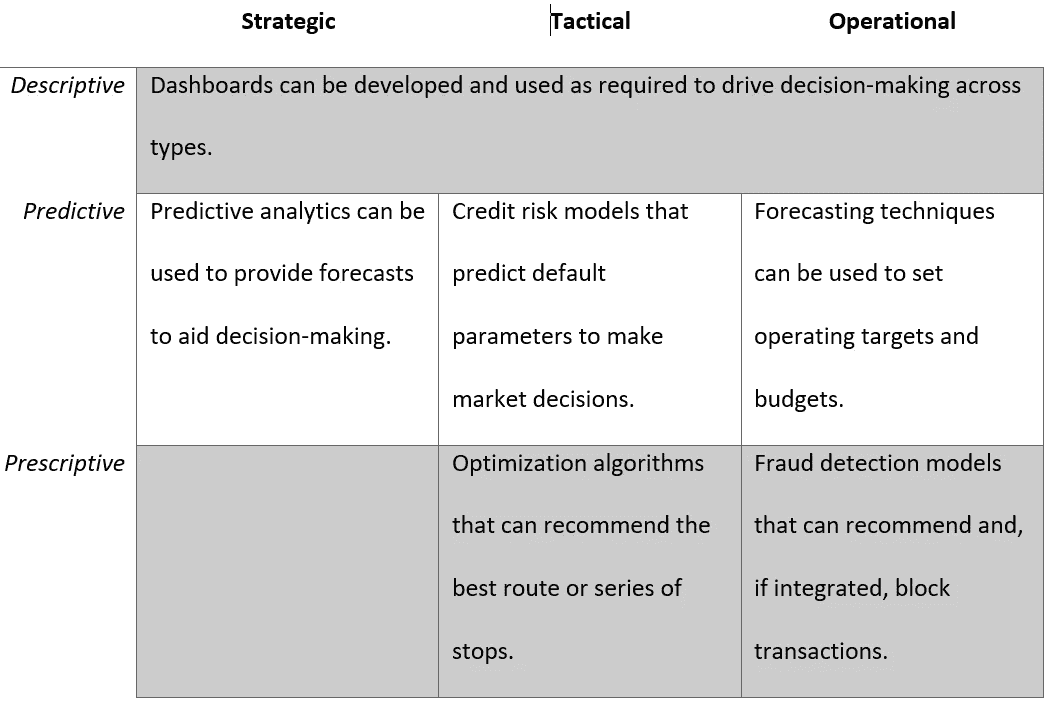 Strategic Tactical Operational
Descriptive Dashboards can be developed and used as required to drive decision-making across
types.
Predictive Predictive analytics can be Credit risk models that Forecasting techniques
used to provide forecasts predict default can be used to set
to aid decision-making. parameters to make operating targets and
market decisions. budgets.
Prescriptive Optimization algorithms Fraud detection models
that can recommend the that can recommend and,
best route or series of if integrated, block
stops. transactions.